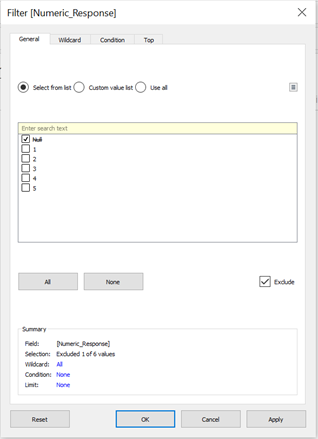 Filter [Numeric_Response]
General Wildcard Condition Top
Select from list Custom value list Use all
Enter search text
Null
1
2
3
4
5
All None Exclude
Summary
Field: [Numeric_Response]
Selection: Excluded 1 of 6 values
Wildcard: All
Condition: None
Limit: None
Reset OK Cancel Apply